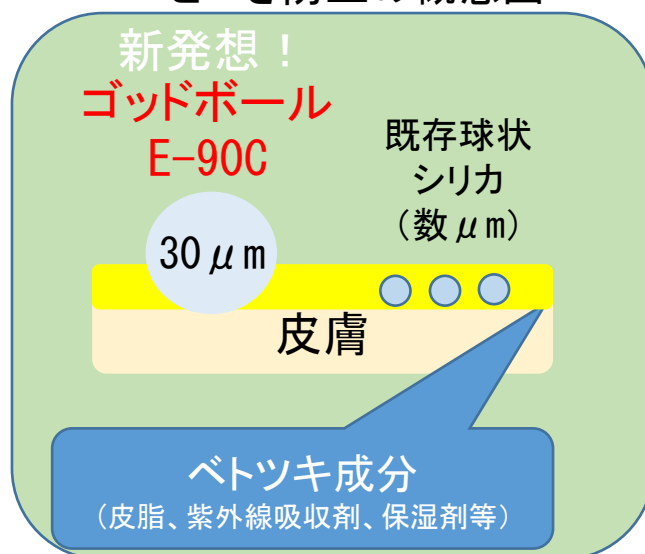 新発想！
ゴッドボール
E-90C
既存球状
シリカ
（数μm）
30μm
皮膚
ベトツキ成分
（皮脂、紫外線吸収剤、保湿剤等）